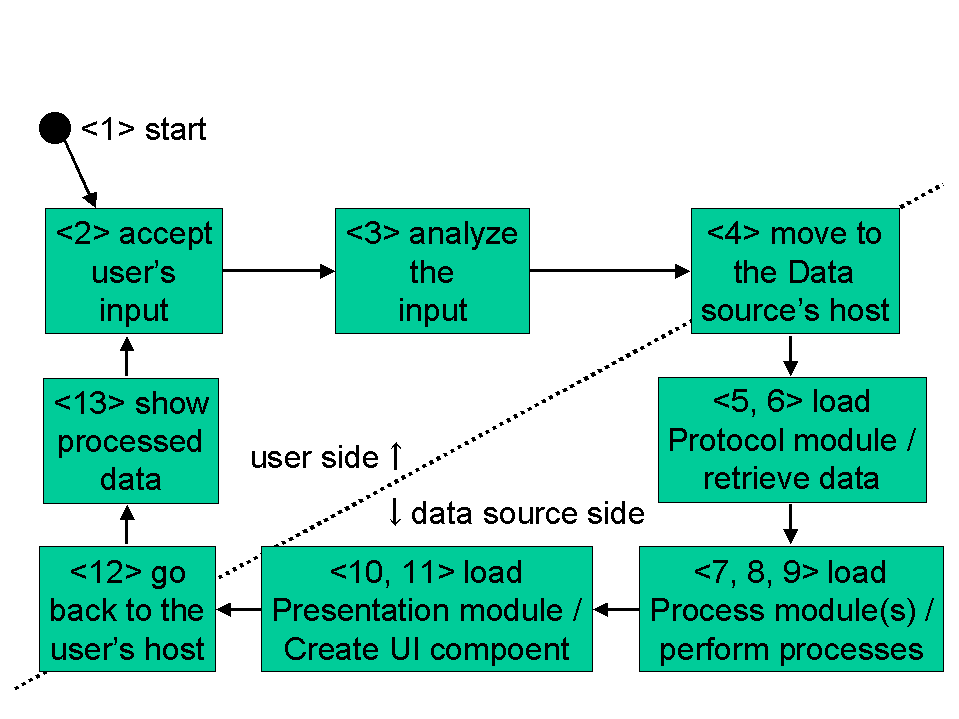 <1> start
<2> accept
user's
input
<3> analyze
the
input
<4> move to
the Data
source's host
<13> show
processed
data
<5, 6> load
Protocol module /
retrieve data
user side ↑
↓ data source side
<12> go
back to the
user's host
<10, 11> load
Presentation module /
Create UI compoent
<7, 8, 9> load
Process module(s) /
perform processes